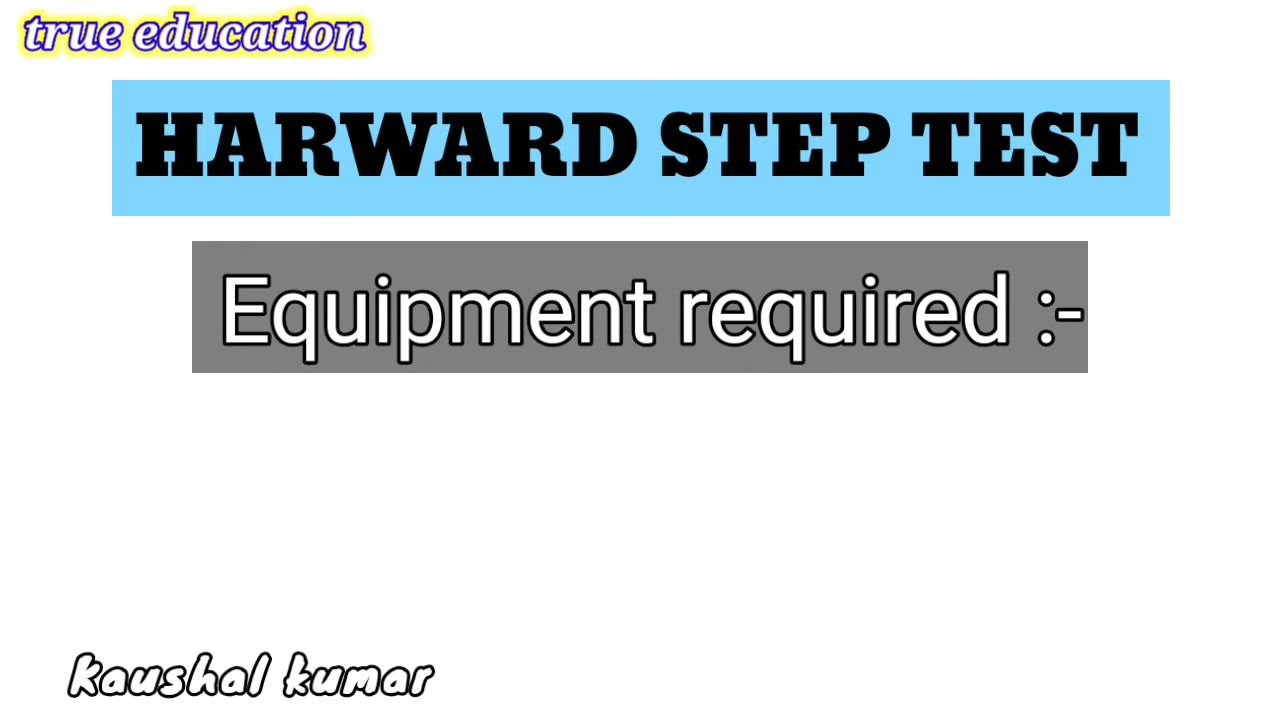 true education
HARWARD STEP TEST
Equipment required :-
Kaushal kumar